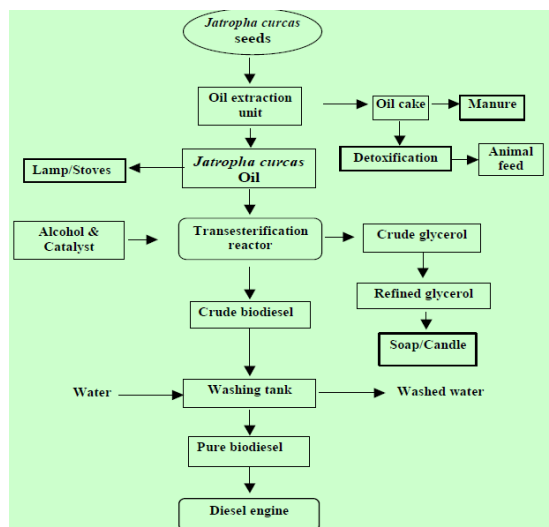 Jatropha curcas
seeds
Oil extraction
unit
Oil cake
Manure
Lamp/Stoves
Jatropha curcas
Oil
Detoxification
Animal
feed
Alcohol &
Catalyst
Transesterification
reactor
Crude glycerol
Refined glycerol
Crude biodiesel
Soap/Candle
Water
Washing tank
Washed water
Pure biodiesel
Diesel engine